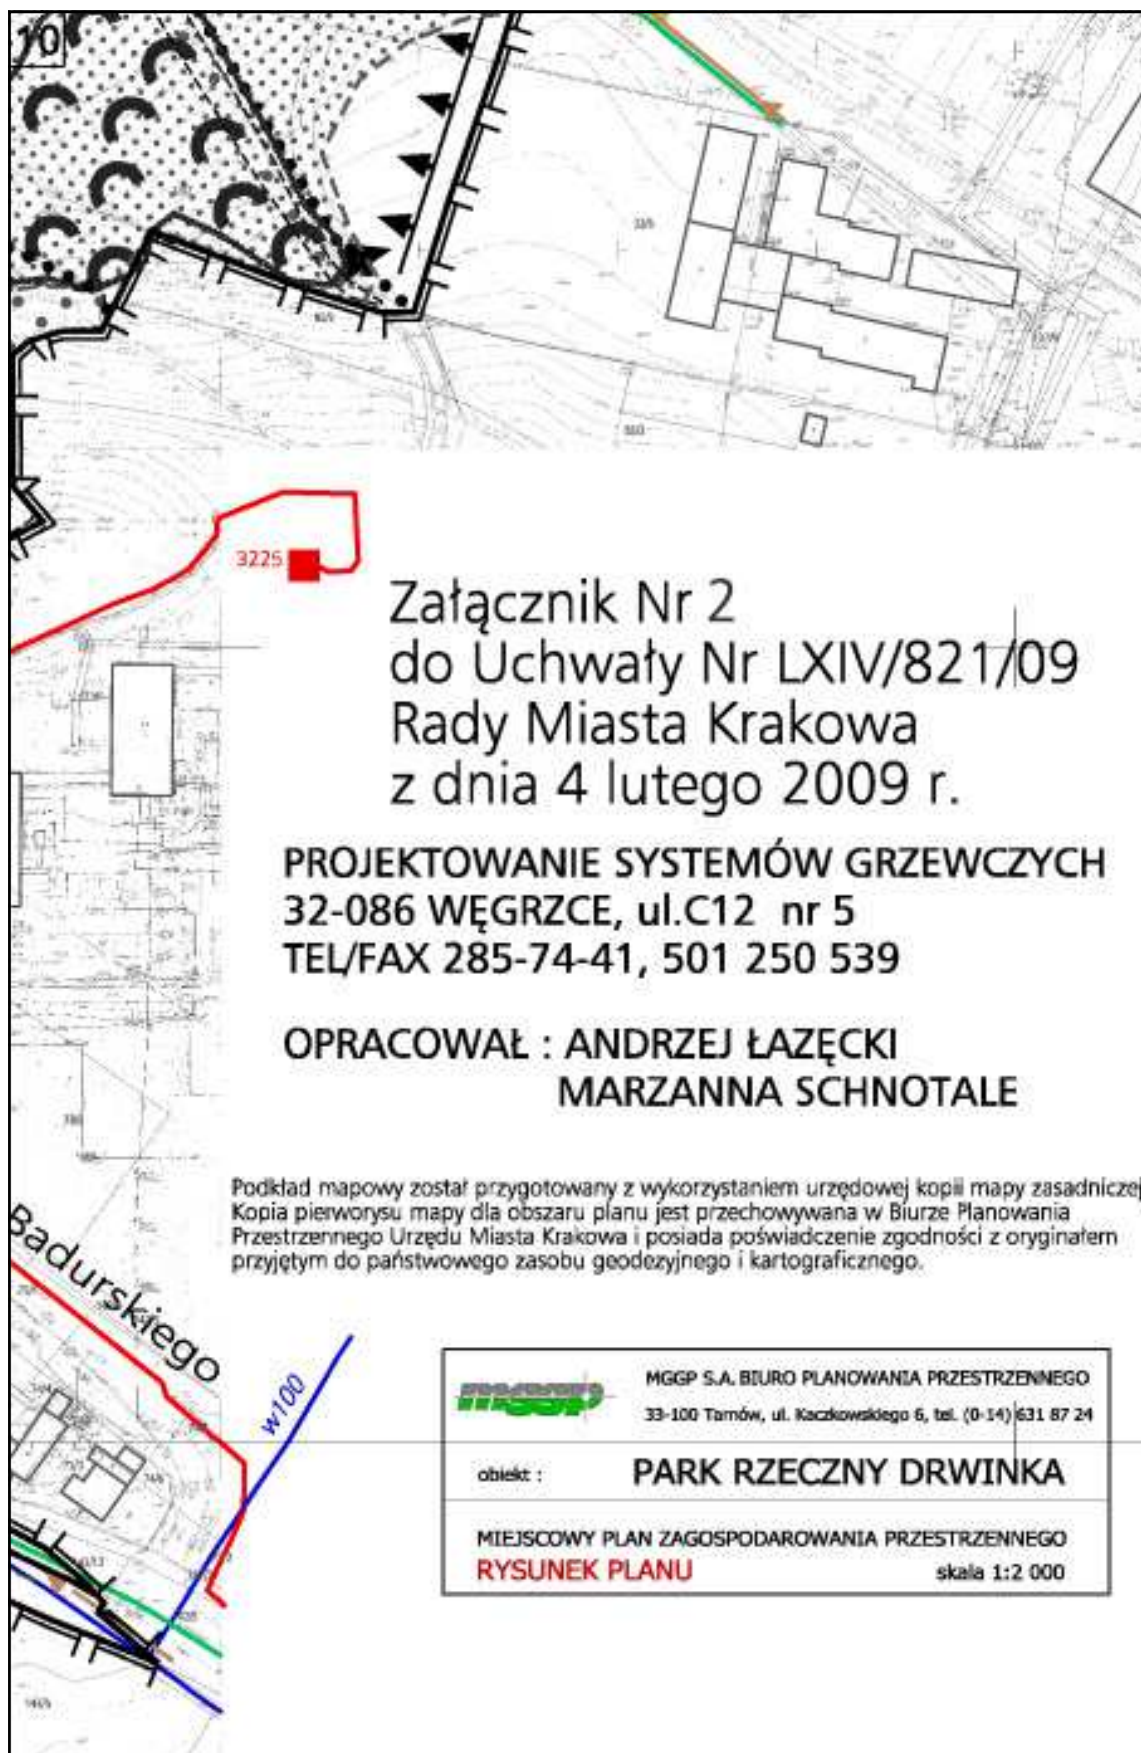 10
3225
Załącznik Nr 2
do Uchwały Nr LXIV/821/09
Rady Miasta Krakowa
z dnia 4 lutego 2009 r.
PROJEKTOWANIE SYSTEMÓW GRZEWCZYCH
32-086 WĘGRZCE, ul.C12 nr 5
TEL/FAX 285-74-41, 501 250 539
OPRACOWAŁ : ANDRZEJ ŁAZĘCKI
MARZANNA SCHNOTALE
Podkład mapowy został przygotowany z wykorzystaniem urzędowej kopii mapy zasadniczej
Kopia pierworysu mapy dla obszaru planu jest przechowywana w Biurze Planowania
Przestrzennego Urzędu Miasta Krakowa i posiada poświadczenie zgodności z oryginałem
przyjętym do państwowego zasobu geodezyjnego i kartograficznego.
Badurskiego
w100
mggp
MGGP S.A. BIURO PLANOWANIA PRZESTRZENNEGO
33-100 Tarnów, ul. Kaczkowskiego 6, tel. (0-14) 631 87 24
obiekt : PARK RZECZNY DRWINKA
MIEJSCOWY PLAN ZAGOSPODAROWANIA PRZESTRZENNEGO
RYSUNEK PLANU skala 1:2 000